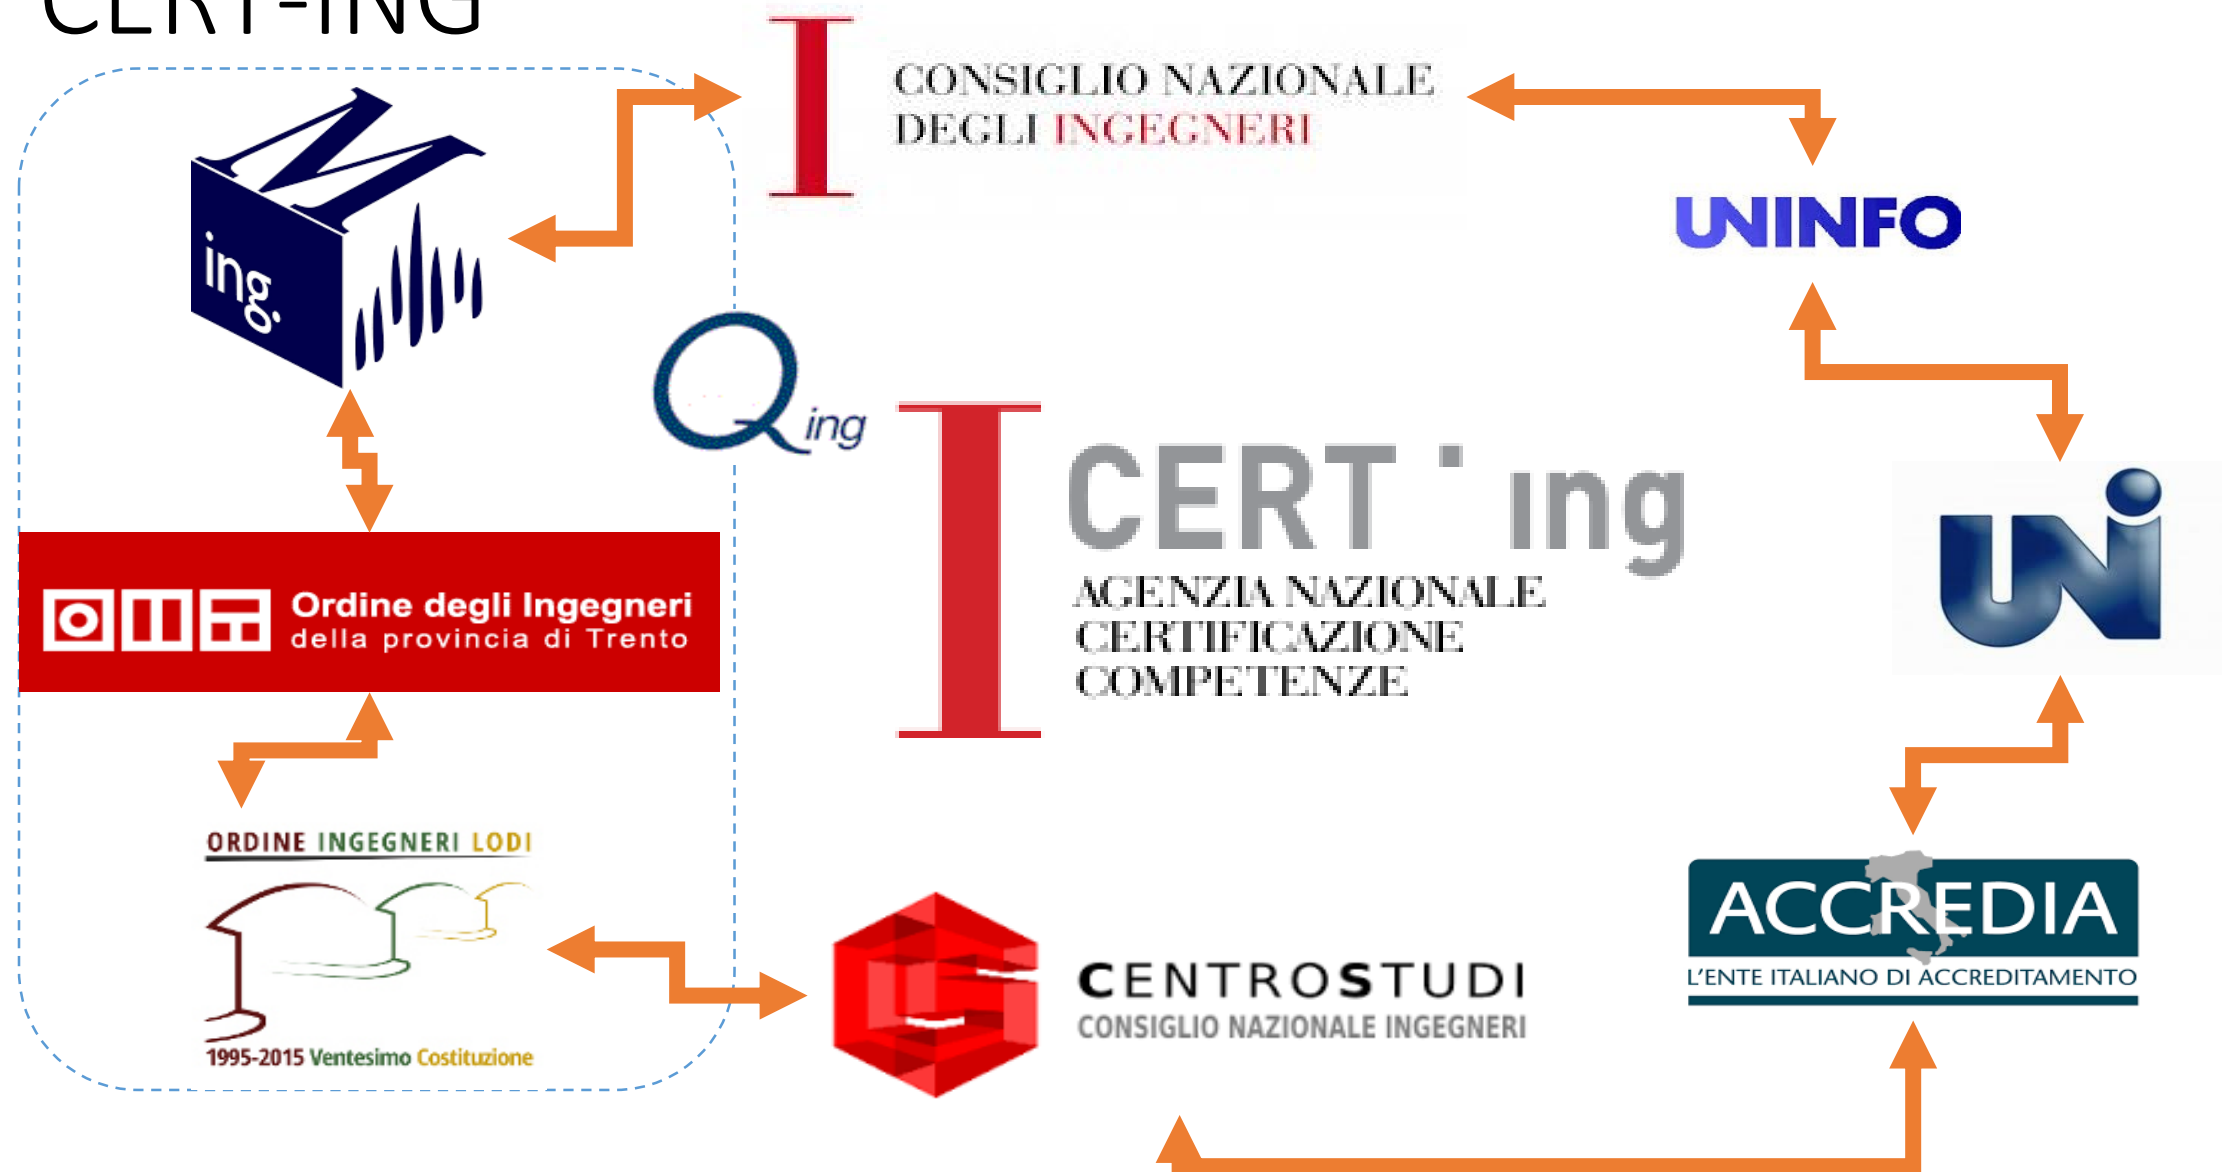 CERT-ING
CONSIGLIO NAZIONALE
DEGLI INGEGNERI
ing.
UNINFO
Q ing
CERT ing
AGENZIA NAZIONALE
CERTIFICAZIONE
COMPETENZE
UNI
Ordine degli Ingegneri
della provincia di Trento
ORDINE INGEGNERI LODI
1995-2015 Ventesimo Costituzione
CENTROSTUDI
CONSIGLIO NAZIONALE INGEGNERI
ACCREDIA
L'ENTE ITALIANO DI ACCREDITAMENTO